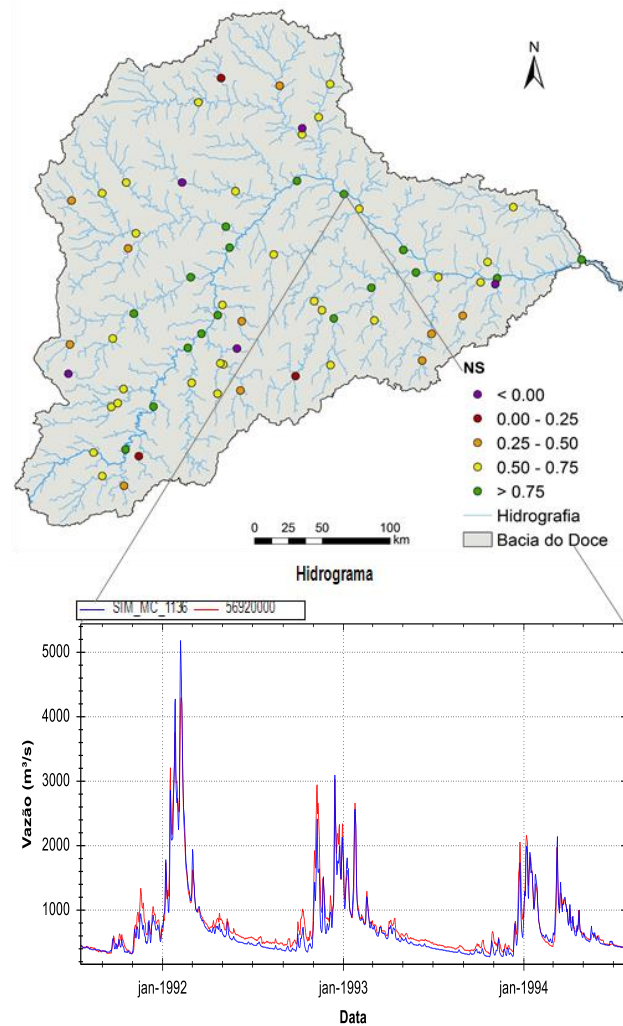 N
NS
< 0.00
0.00 - 0.25
0.25 - 0.50
0.50 - 0.75
> 0.75
Hidrografia
Bacia do Doce
0 25 50 100
km
Hidrograma
SIM_MC_1136 56920000
5000
4000
3000
2000
1000
Vazão (m³/s)
jan-1992 jan-1993 jan-1994
Data